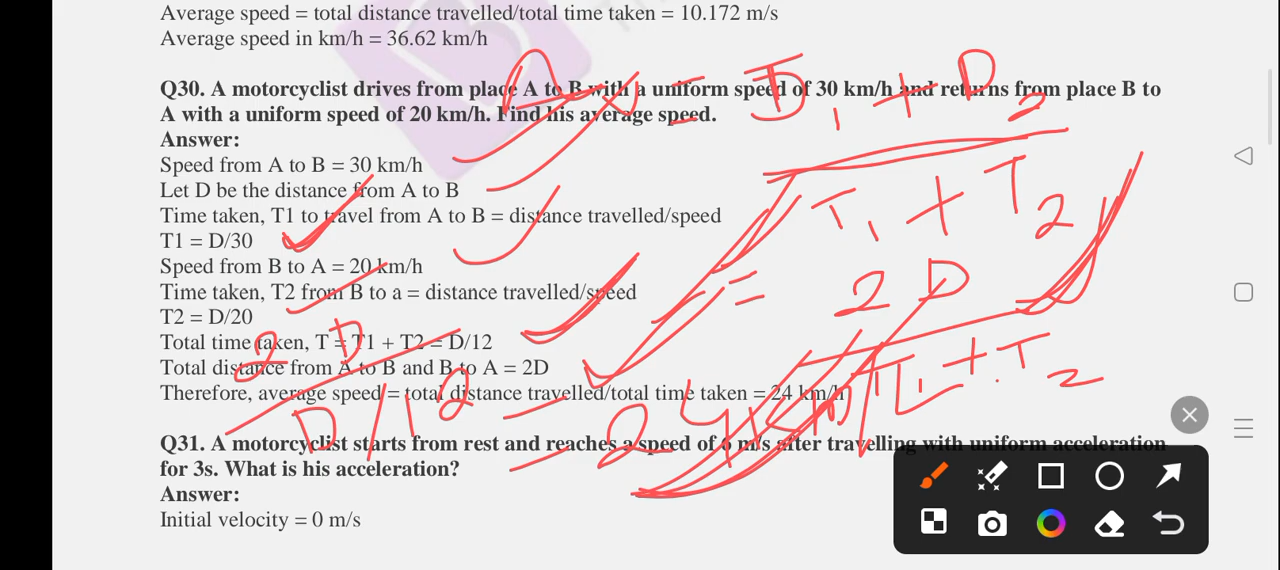 Average speed = total distance travelled/total time taken = 10.172 m/s
Average speed in km/h = 36.62 km/h
Q30. A motorcyclist drives from place A to B with a uniform speed of 30 km/h and returns from place B to
A with a uniform speed of 20 km/h. Find his average speed.
Answer:
Speed from A to B = 30 km/h
Let D be the distance from A to B
Time taken, T1 to travel from A to B = distance travelled/speed
T1 = D/30
Speed from B to A = 20 km/h
Time taken, T2 from B to a = distance travelled/speed
T2 = D/20
Total time taken, T = T1 + T2 = D/12
Total distance from A to B and B to A = 2D
Therefore, average speed = total distance travelled/total time taken = 24 km/h
Q31. A motorcyclist starts from rest and reaches a speed of 6 m/s after travelling with uniform acceleration
for 3s. What is his acceleration?
Answer:
Initial velocity = 0 m/s
= D1 + D2
T1 + T2
= 2D
T1 + T2
2D
D/12 =
= 24